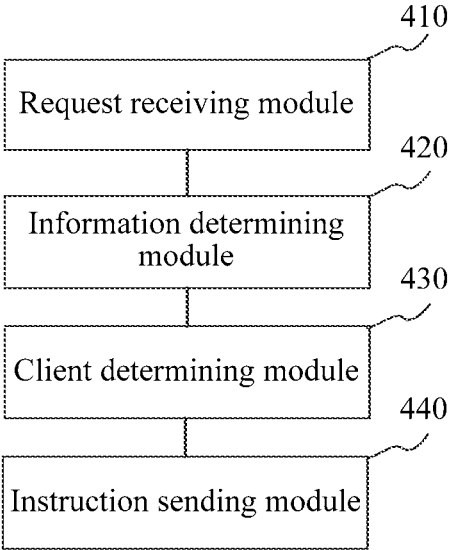 410
Request receiving module
420
Information determining
module
430
Client determining module
440
Instruction sending module